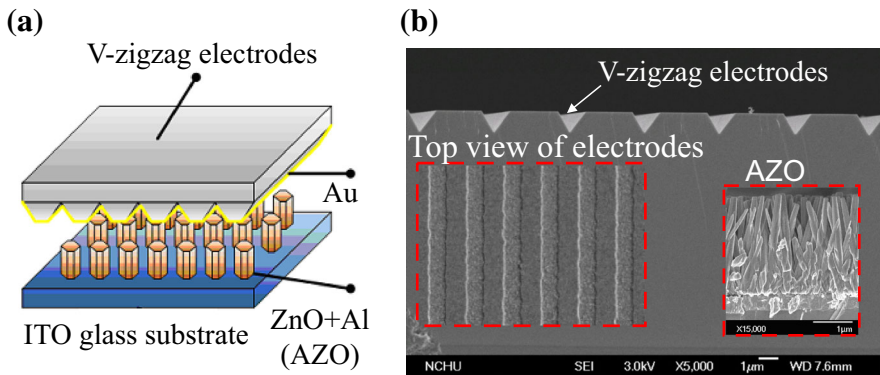 (a)
V-zigzag electrodes
Au
ITO glass substrate
ZnO+Al
(AZO)
(b)
V-zigzag electrodes
Top view of electrodes
AZO
X15,000 1μm
NCHU SEI 3.0kV X5,000 1μm WD 7.6mm